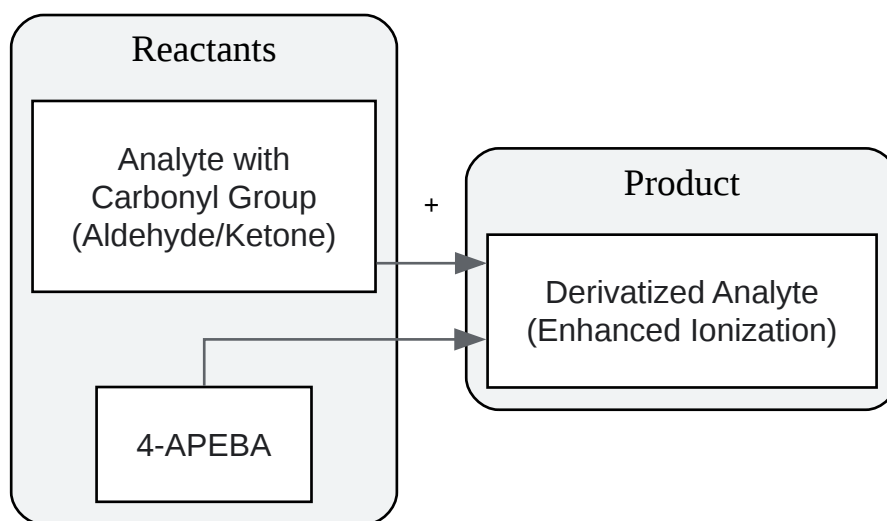 Reactants
Analyte with
Carbonyl Group
(Aldehyde/Ketone)
4-APEBA
+
Product
Derivatized Analyte
(Enhanced Ionization)